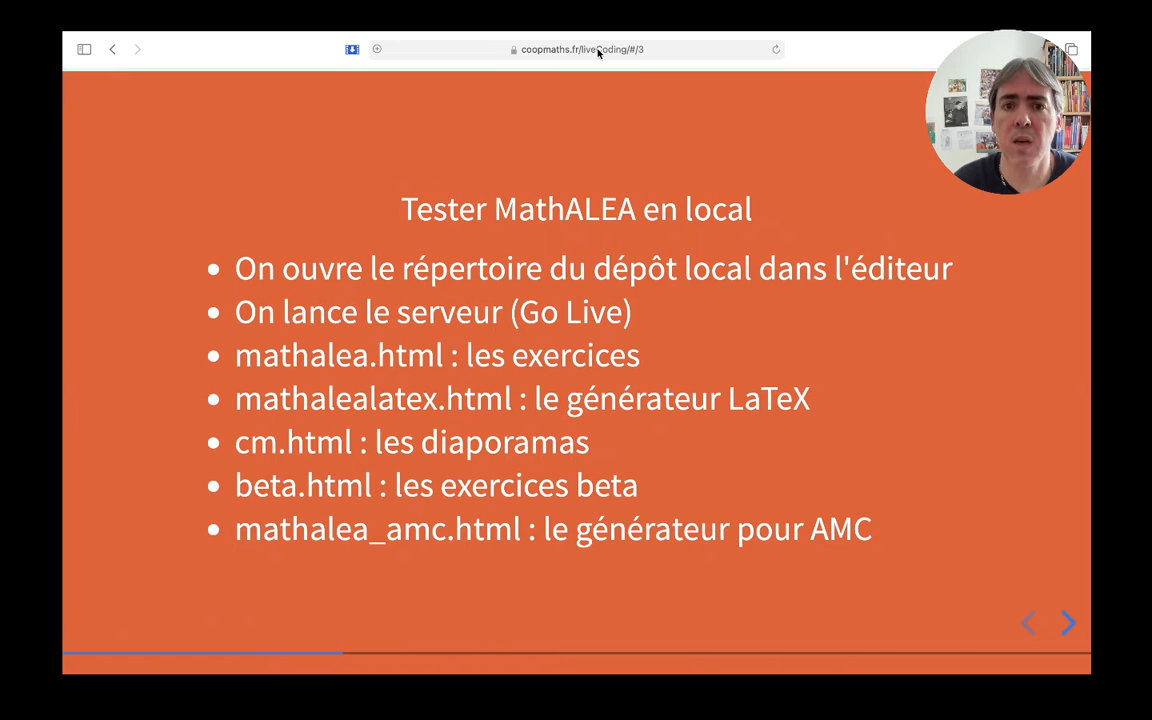 coopmaths.fr/liveCoding/#/3
Tester MathALEA en local
• On ouvre le répertoire du dépôt local dans l'éditeur
• On lance le serveur (Go Live)
• mathalea.html : les exercices
• mathalealatex.html : le générateur LaTeX
• cm.html : les diaporamas
• beta.html : les exercices beta
• mathalea_amc.html : le générateur pour AMC